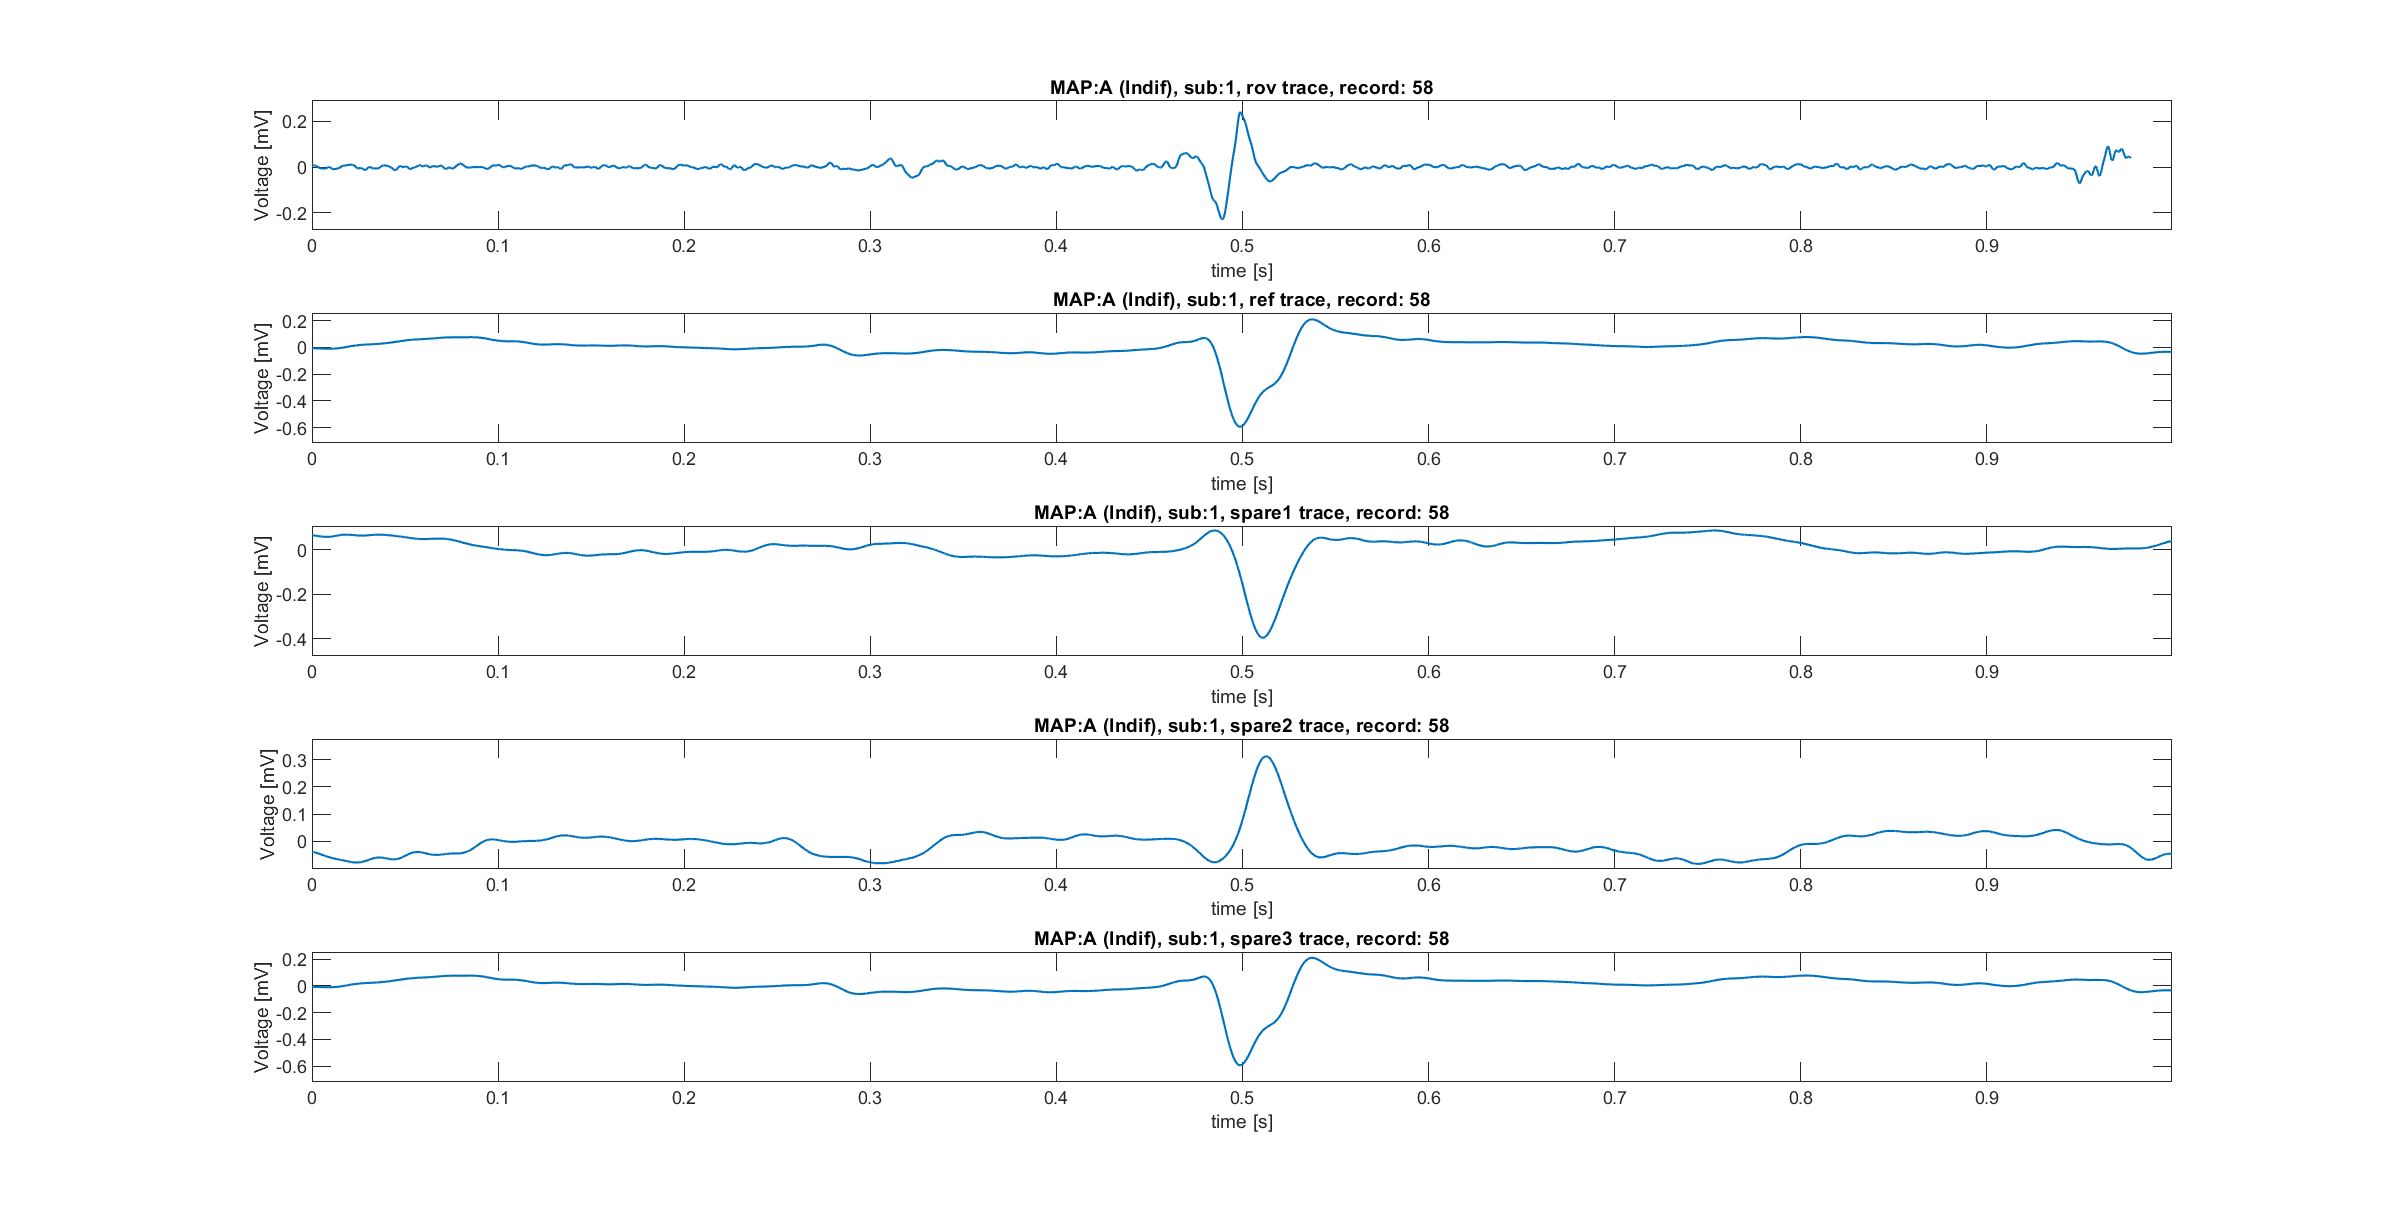 MAP:A (Indif), sub:1, rov trace, record: 58
Voltage [mV]
0.2
0
-0.2
0 0.1 0.2 0.3 0.4 0.5 0.6 0.7 0.8 0.9
time [s]
MAP:A (Indif), sub:1, ref trace, record: 58
Voltage [mV]
0.2
0
-0.2
-0.4
-0.6
0 0.1 0.2 0.3 0.4 0.5 0.6 0.7 0.8 0.9
time [s]
MAP:A (Indif), sub:1, spare1 trace, record: 58
Voltage [mV]
0
-0.2
-0.4
0 0.1 0.2 0.3 0.4 0.5 0.6 0.7 0.8 0.9
time [s]
MAP:A (Indif), sub:1, spare2 trace, record: 58
Voltage [mV]
0.3
0.2
0.1
0
0 0.1 0.2 0.3 0.4 0.5 0.6 0.7 0.8 0.9
time [s]
MAP:A (Indif), sub:1, spare3 trace, record: 58
Voltage [mV]
0.2
0
-0.2
-0.4
-0.6
0 0.1 0.2 0.3 0.4 0.5 0.6 0.7 0.8 0.9
time [s]